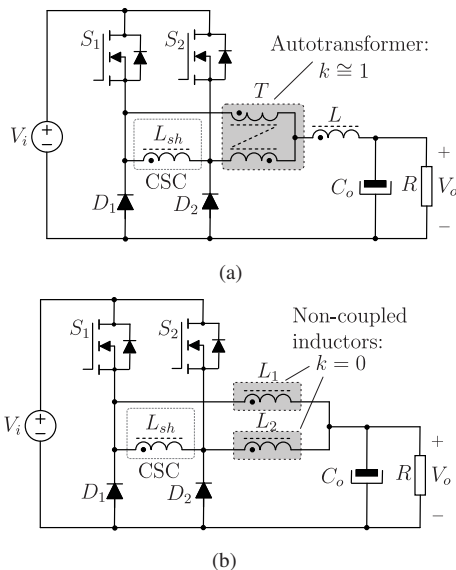 S1
S2
Autotransformer:
k ≅ 1
T
L
Vi
Lsh
CSC
D1
D2
Co
R
+
Vo
−
(a)
Non-coupled
inductors:
k = 0
S1
S2
L1
Vi
Lsh
L2
CSC
D1
D2
Co
R
+
Vo
−
(b)